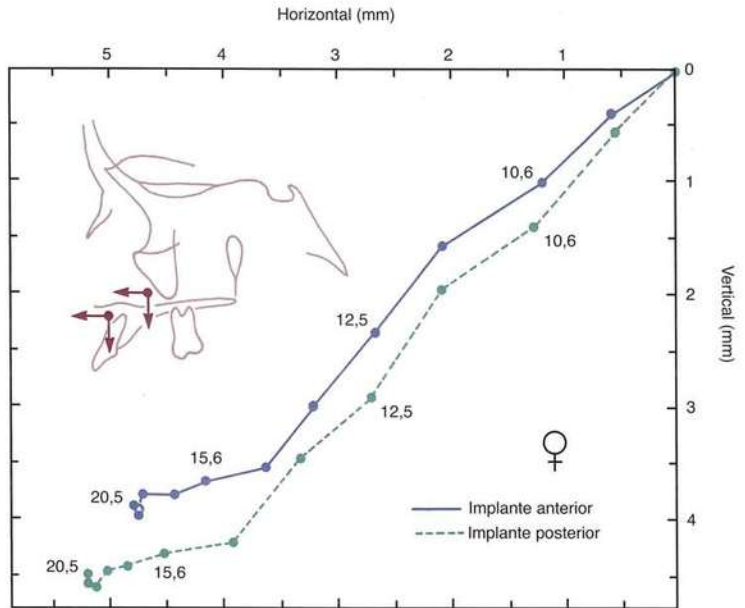 Horizontal (mm)
5 4 3 2 1
0
1
2
3
4
Vertical (mm)
10,6
10,6
12,5
12,5
15,6
20,5
20,5
15,6
Implante anterior
Implante posterior